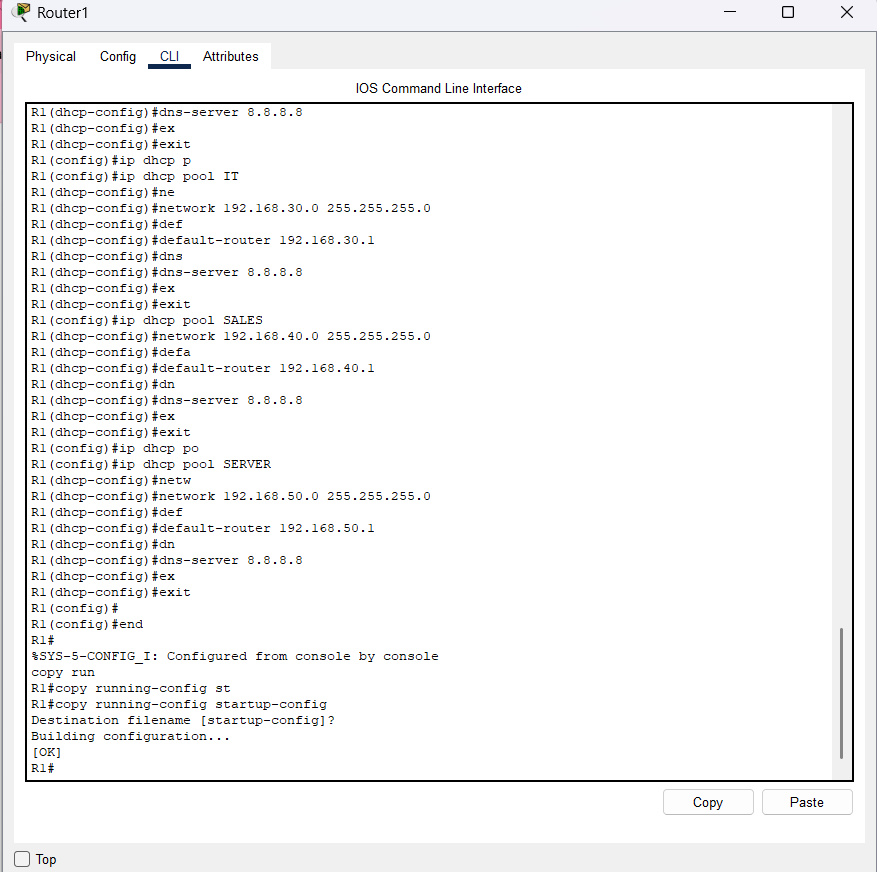 Router1
Physical Config CLI Attributes
IOS Command Line Interface
R1(dhcp-config)#dns-server 8.8.8.8
R1(dhcp-config)#ex
R1(dhcp-config)#exit
R1(config)#ip dhcp p
R1(config)#ip dhcp pool IT
R1(dhcp-config)#ne
R1(dhcp-config)#network 192.168.30.0 255.255.255.0
R1(dhcp-config)#def
R1(dhcp-config)#default-router 192.168.30.1
R1(dhcp-config)#dns
R1(dhcp-config)#dns-server 8.8.8.8
R1(dhcp-config)#ex
R1(dhcp-config)#exit
R1(config)#ip dhcp pool SALES
R1(dhcp-config)#network 192.168.40.0 255.255.255.0
R1(dhcp-config)#defa
R1(dhcp-config)#default-router 192.168.40.1
R1(dhcp-config)#dn
R1(dhcp-config)#dns-server 8.8.8.8
R1(dhcp-config)#ex
R1(dhcp-config)#exit
R1(config)#ip dhcp po
R1(config)#ip dhcp pool SERVER
R1(dhcp-config)#netw
R1(dhcp-config)#network 192.168.50.0 255.255.255.0
R1(dhcp-config)#def
R1(dhcp-config)#default-router 192.168.50.1
R1(dhcp-config)#dn
R1(dhcp-config)#dns-server 8.8.8.8
R1(dhcp-config)#ex
R1(dhcp-config)#exit
R1(config)#
R1(config)#end
R1#
%SYS-5-CONFIG_I: Configured from console by console
copy run
R1#copy running-config st
R1#copy running-config startup-config
Destination filename [startup-config]?
Building configuration...
[OK]
R1#
Copy Paste
Top